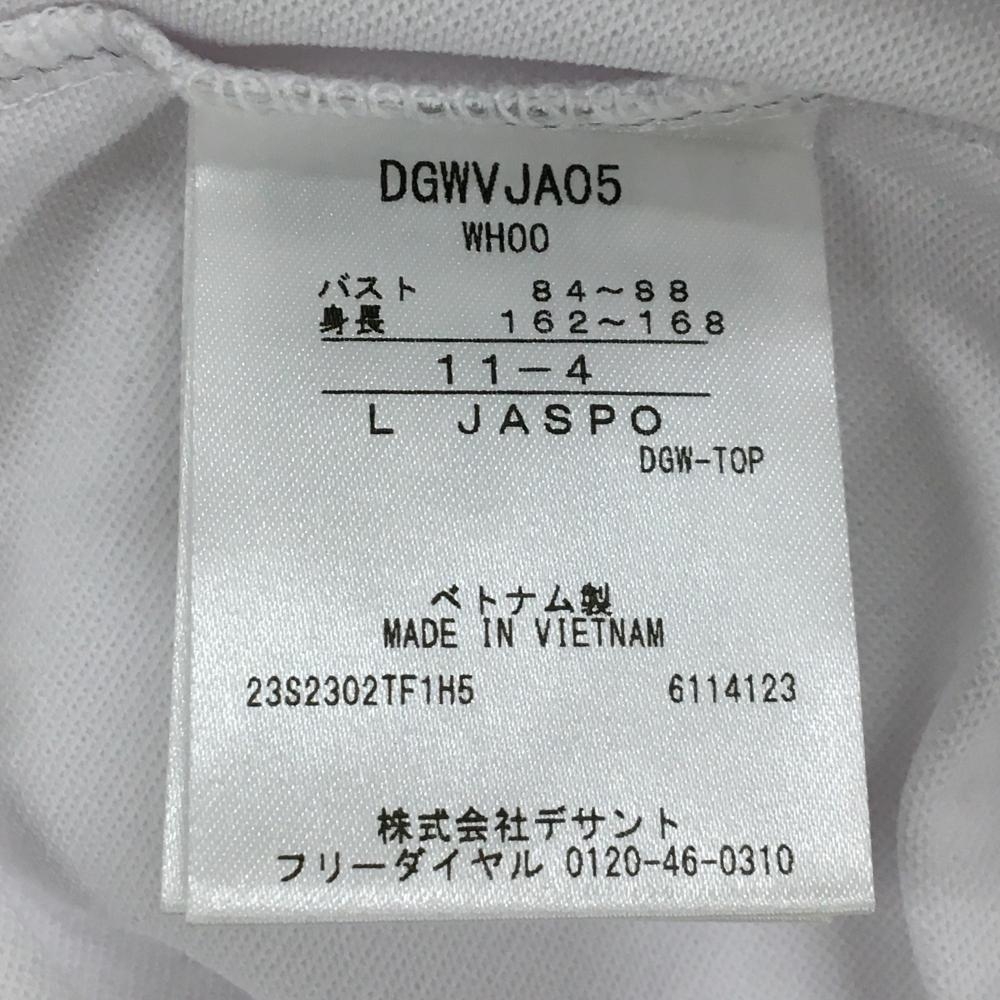 DGWVJA05
WH00
バスト 84～88
身長 162～168
11－4
L JASPO
DGW-TOP
ベトナム製
MADE IN VIETNAM
23S2302TF1H5 6114123
株式会社デサント
フリーダイヤル 0120-46-0310